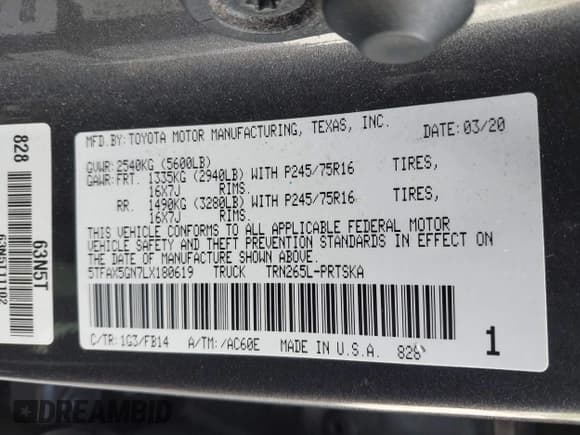 MFD.BY:TOYOTA MOTOR MANUFACTURING, TEXAS, INC. DATE:03/20
GVWR:2540KG (5600LB)
GAWR:FRT. 1335KG (2940LB) WITH P245/75R16 TIRES,
16X7J RIMS.
RR. 1490KG (3280LB) WITH P245/75R16 TIRES,
16X7J RIMS.
THIS VEHICLE CONFORMS TO ALL APPLICABLE FEDERAL MOTOR
VEHICLE SAFETY AND THEFT PREVENTION STANDARDS IN EFFECT ON
THE DATE OF MANUFACTURE SHOWN ABOVE.
5TFAX5GN7LX180619 TRUCK TRN265L-PRTSKA
C/TR:1G3/FB14 A/TM:/AC60E MADE IN U.S.A. 828 1
828
63N5T
63N5T11102
DREAMBID